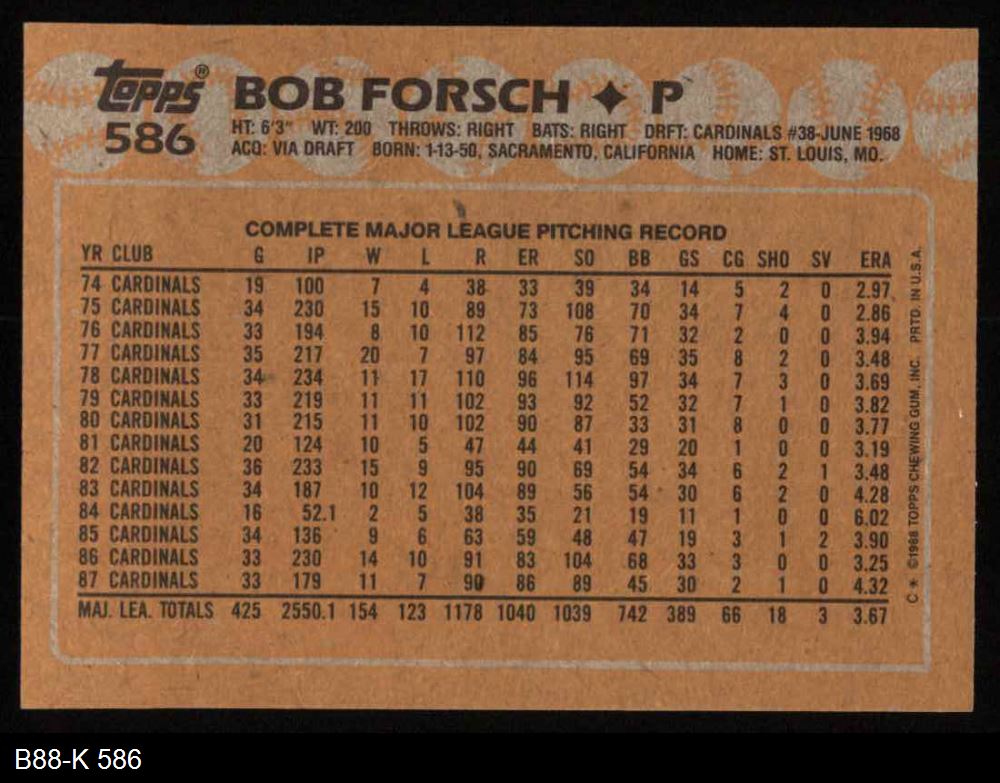 Topps® BOB FORSCH ✦ P
586
HT: 6'3" WT: 200 THROWS: RIGHT BATS: RIGHT DRFT: CARDINALS #38-JUNE 1968
ACQ: VIA DRAFT BORN: 1-13-50, SACRAMENTO, CALIFORNIA HOME: ST. LOUIS, MO.
COMPLETE MAJOR LEAGUE PITCHING RECORD
YR CLUB G IP W L R ER SO BB GS CG SHO SV ERA
74 CARDINALS 19 100 7 4 38 33 39 34 14 5 2 0 2.97
75 CARDINALS 34 230 15 10 89 73 108 70 34 7 4 0 2.86
76 CARDINALS 33 194 8 10 112 85 76 71 32 2 0 0 3.94
77 CARDINALS 35 217 20 7 97 84 95 69 35 8 2 0 3.48
78 CARDINALS 34 234 11 17 110 96 114 97 34 7 3 0 3.69
79 CARDINALS 33 219 11 11 102 93 92 52 32 7 1 0 3.82
80 CARDINALS 31 215 11 10 102 90 87 33 31 8 0 0 3.77
81 CARDINALS 20 124 10 5 47 44 41 29 20 1 0 0 3.19
82 CARDINALS 36 233 15 9 95 90 69 54 34 6 2 1 3.48
83 CARDINALS 34 187 10 12 104 89 56 54 30 6 2 0 4.28
84 CARDINALS 16 52.1 2 5 38 35 21 19 11 1 0 0 6.02
85 CARDINALS 34 136 9 6 63 59 48 47 19 3 1 2 3.90
86 CARDINALS 33 230 14 10 91 83 104 68 33 3 0 0 3.25
87 CARDINALS 33 179 11 7 90 86 89 45 30 2 1 0 4.32
MAJ. LEA. TOTALS 425 2550.1 154 123 1178 1040 1039 742 389 66 18 3 3.67
C * ©1988 TOPPS CHEWING GUM, INC. PRTD. IN U.S.A.
B88-K 586